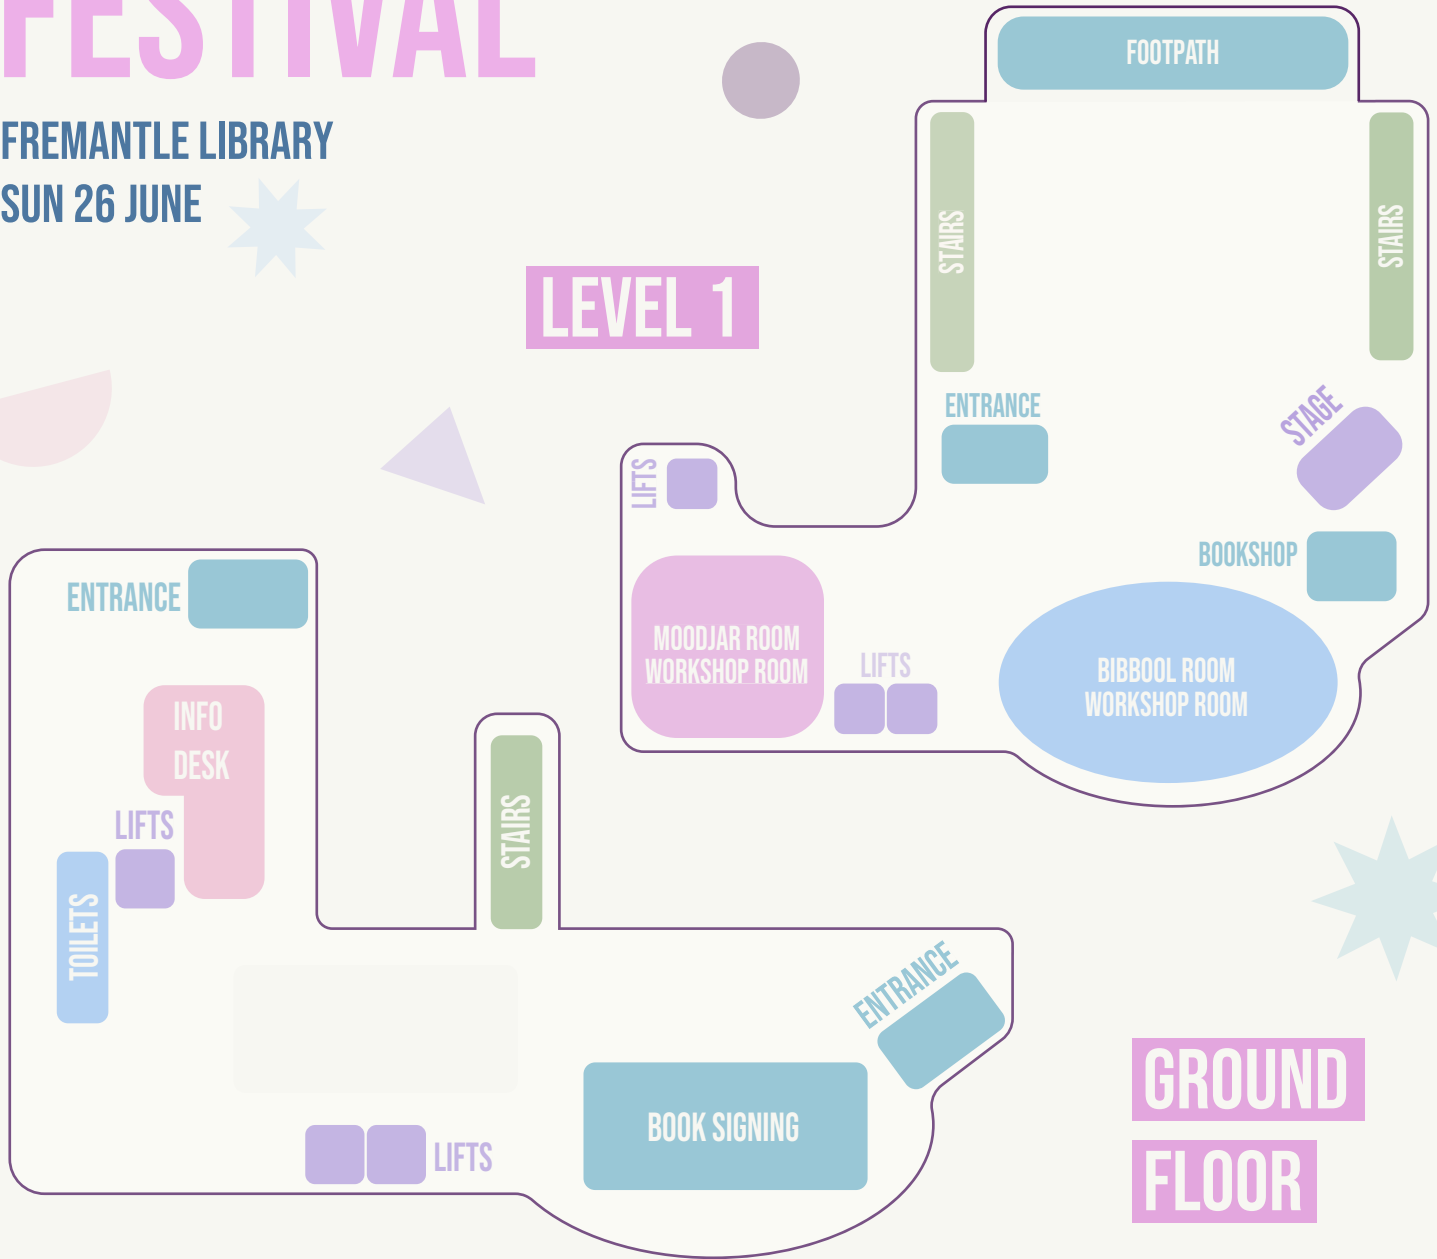 FESTIVAL
FREMANTLE LIBRARY
SUN 26 JUNE
LEVEL 1
FOOTPATH
STAIRS
STAIRS
ENTRANCE
STAGE
LIFTS
BOOKSHOP
MOODJAR ROOM
WORKSHOP ROOM
LIFTS
BIBBOOL ROOM
WORKSHOP ROOM
ENTRANCE
INFO
DESK
LIFTS
TOILETS
STAIRS
ENTRANCE
BOOK SIGNING
LIFTS
GROUND
FLOOR